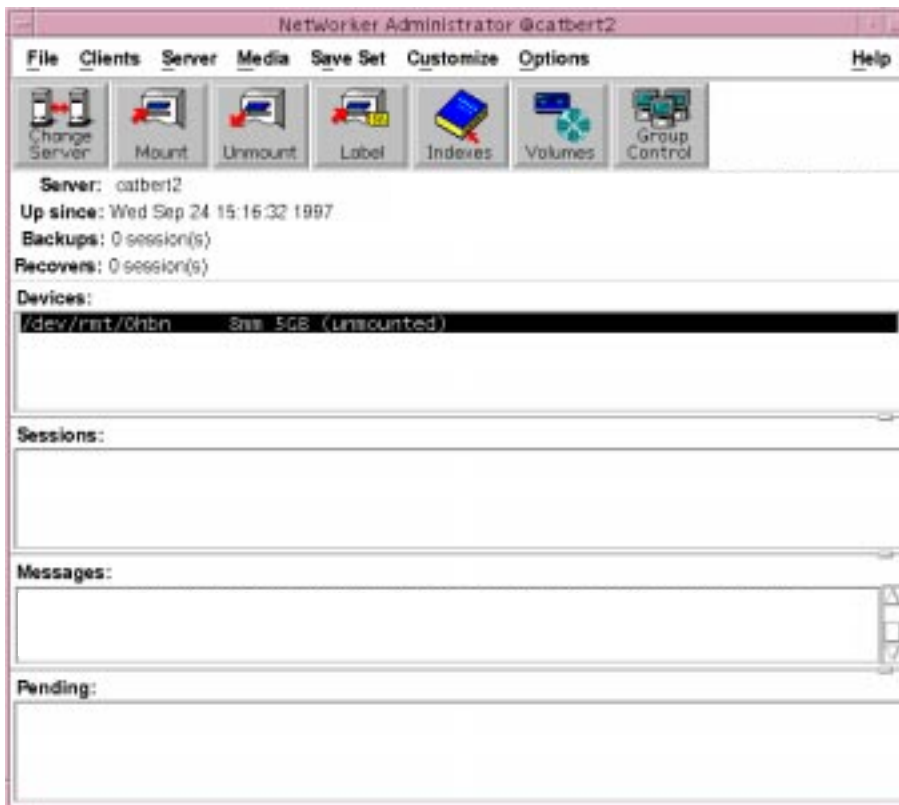 NetWorker Administrator @catbert2
File Clients Server Media Save Set Customize Options Help
Change Server Mount Unmount Label Indexes Volumes Group Control
Server: catbert2
Up since: Wed Sep 24 15:16:32 1997
Backups: 0 session(s)
Recovers: 0 session(s)
Devices:
/dev/rmt/0hbn 8mm 5GB (unmounted)
Sessions:
Messages:
Pending: